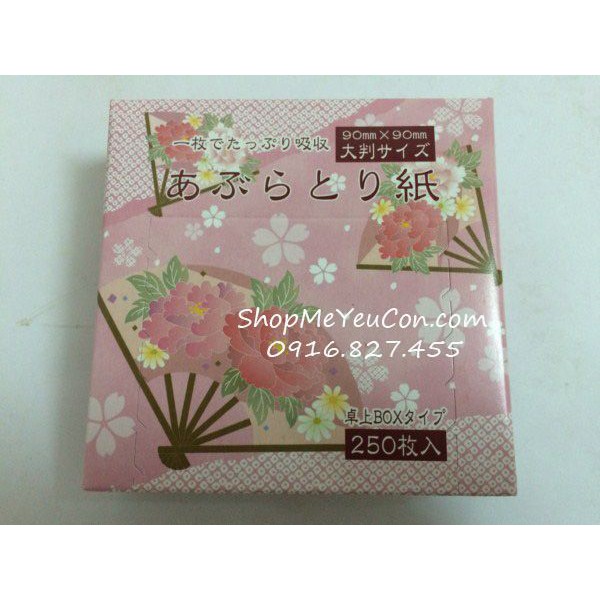 一枚でたっぷり吸収
90mm×90mm
大判サイズ
あぶらとり紙
ShopMeYeuCon.com
0916.827.455
卓上BOXタイプ
250枚入